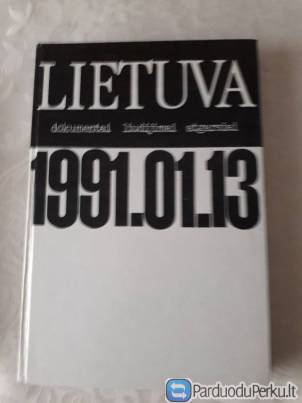 LIETUVA
dokumentai liudijimai atgarsiai
1991.01.13
ParduoduPerku.lt